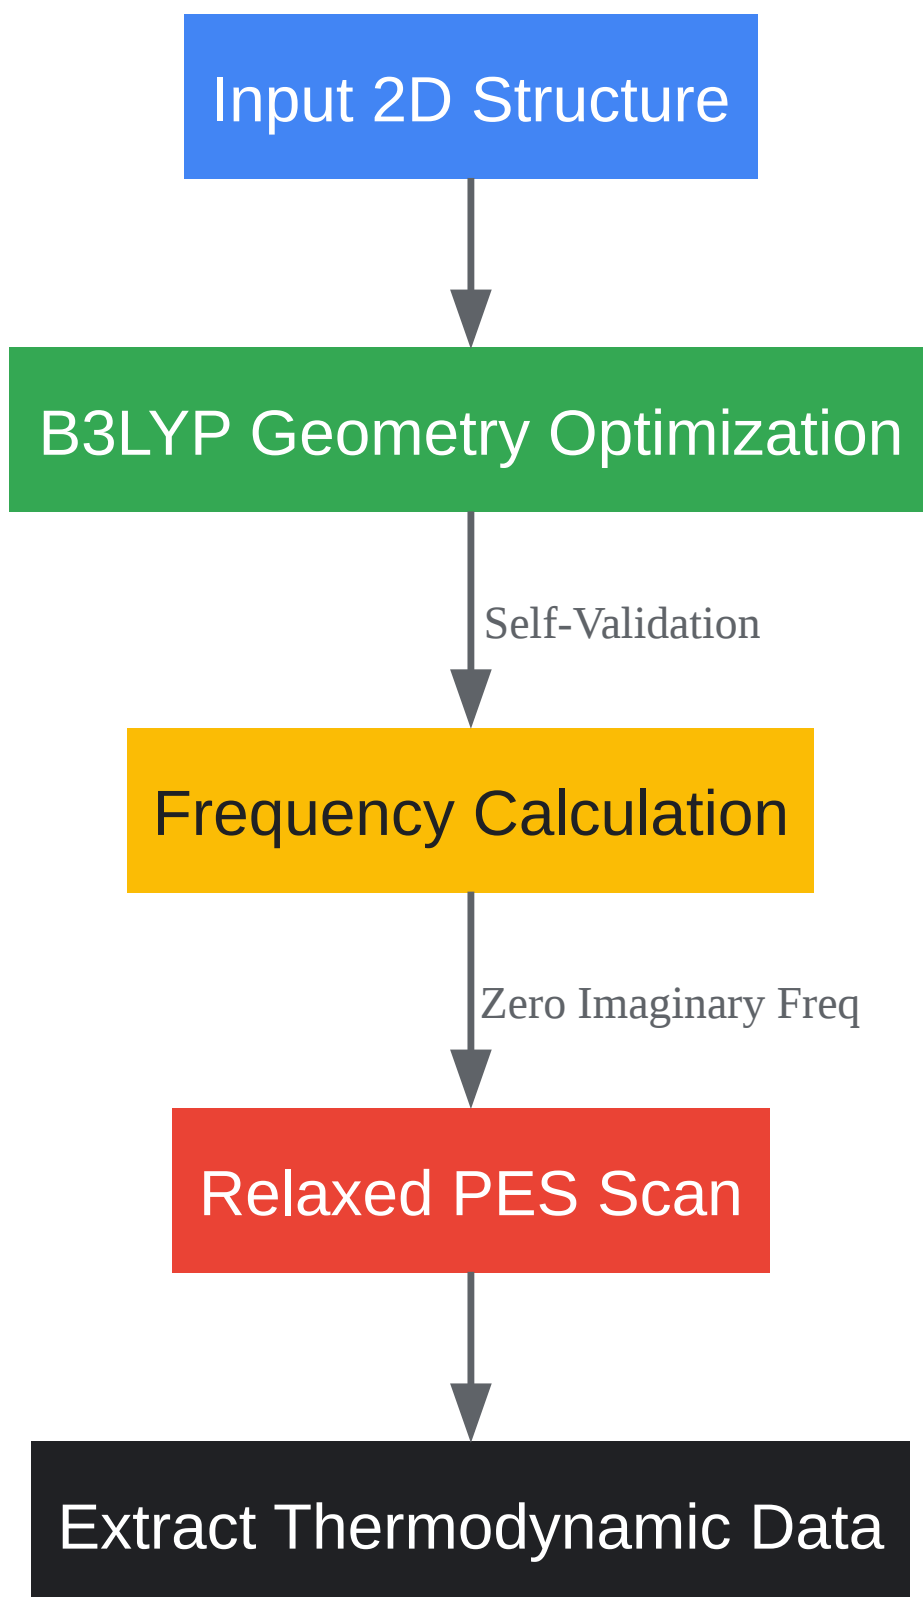 Input 2D Structure
B3LYP Geometry Optimization
Self-Validation
Frequency Calculation
Zero Imaginary Freq
Relaxed PES Scan
Extract Thermodynamic Data